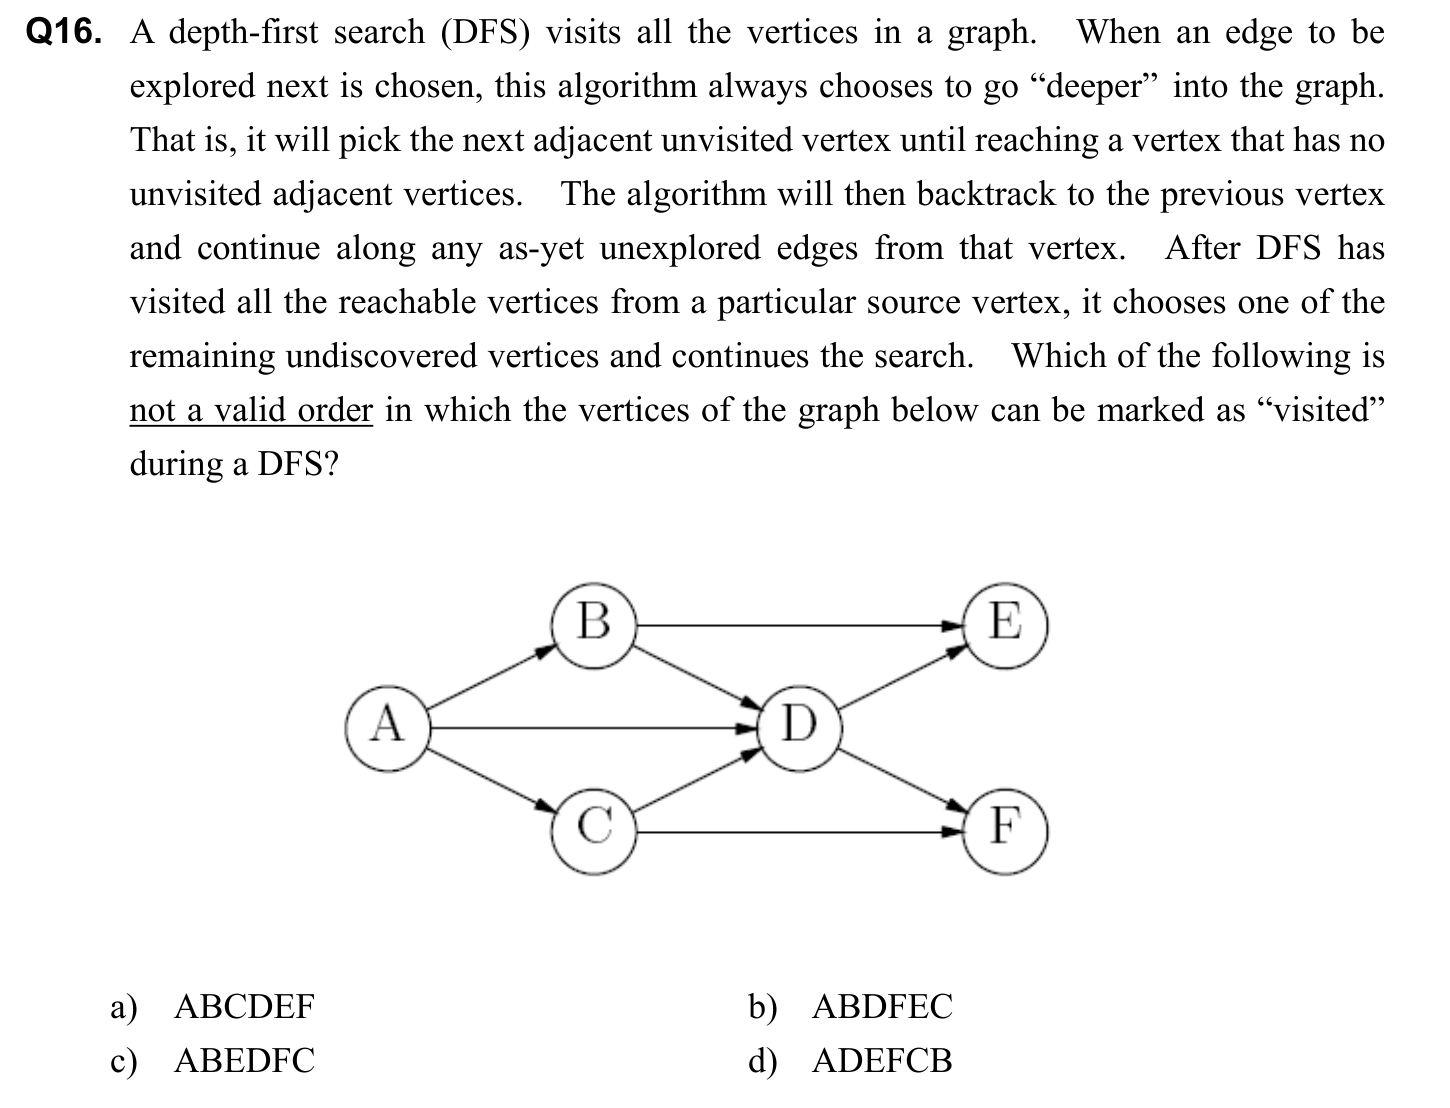 Q16. A depth-first search (DFS) visits all the vertices in a graph. When an edge to be
explored next is chosen, this algorithm always chooses to go “deeper” into the graph.
That is, it will pick the next adjacent unvisited vertex until reaching a vertex that has no
unvisited adjacent vertices. The algorithm will then backtrack to the previous vertex
and continue along any as-yet unexplored edges from that vertex. After DFS has
visited all the reachable vertices from a particular source vertex, it chooses one of the
remaining undiscovered vertices and continues the search. Which of the following is
not a valid order in which the vertices of the graph below can be marked as “visited”
during a DFS?
B E
A D
C F
a) ABCDEF b) ABDFEC
c) ABEDFC d) ADEFCB